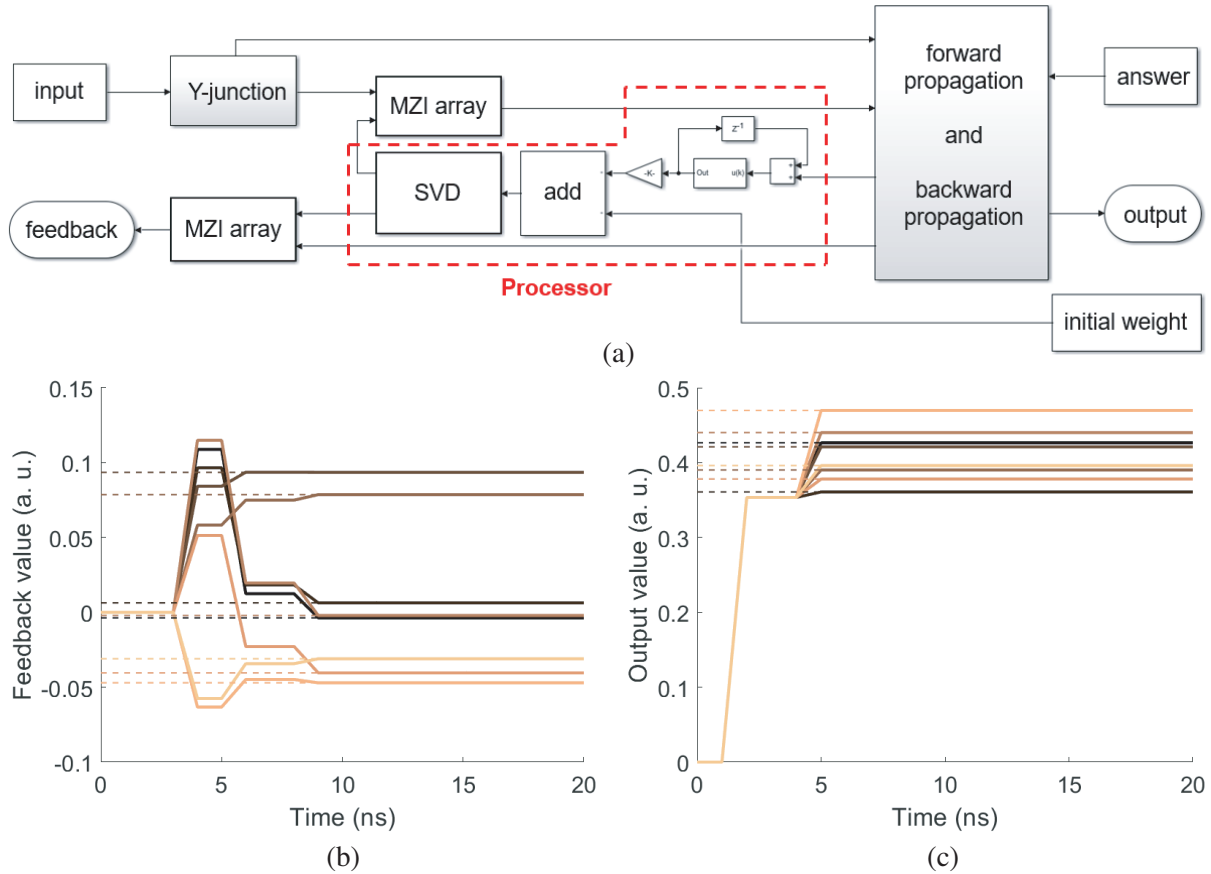 input
Y-junction
MZI array
forward
propagation
and
backward
propagation
answer
z-1
SVD
add
-K-
Out
u(k)
+
+
feedback
MZI array
output
Processor
initial weight
(a)
0.15
0.1
0.05
0
-0.05
-0.1
Feedback value (a. u.)
0
5
10
15
20
Time (ns)
(b)
0.5
0.4
0.3
0.2
0.1
0
Output value (a. u.)
0
5
10
15
20
Time (ns)
(c)